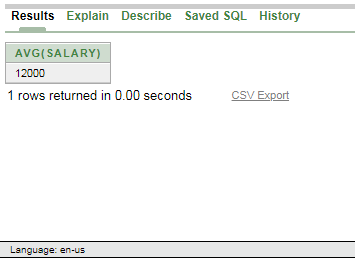 Results Explain Describe Saved SQL History
AVG(SALARY)
12000
1 rows returned in 0.00 seconds CSV Export
Language: en-us